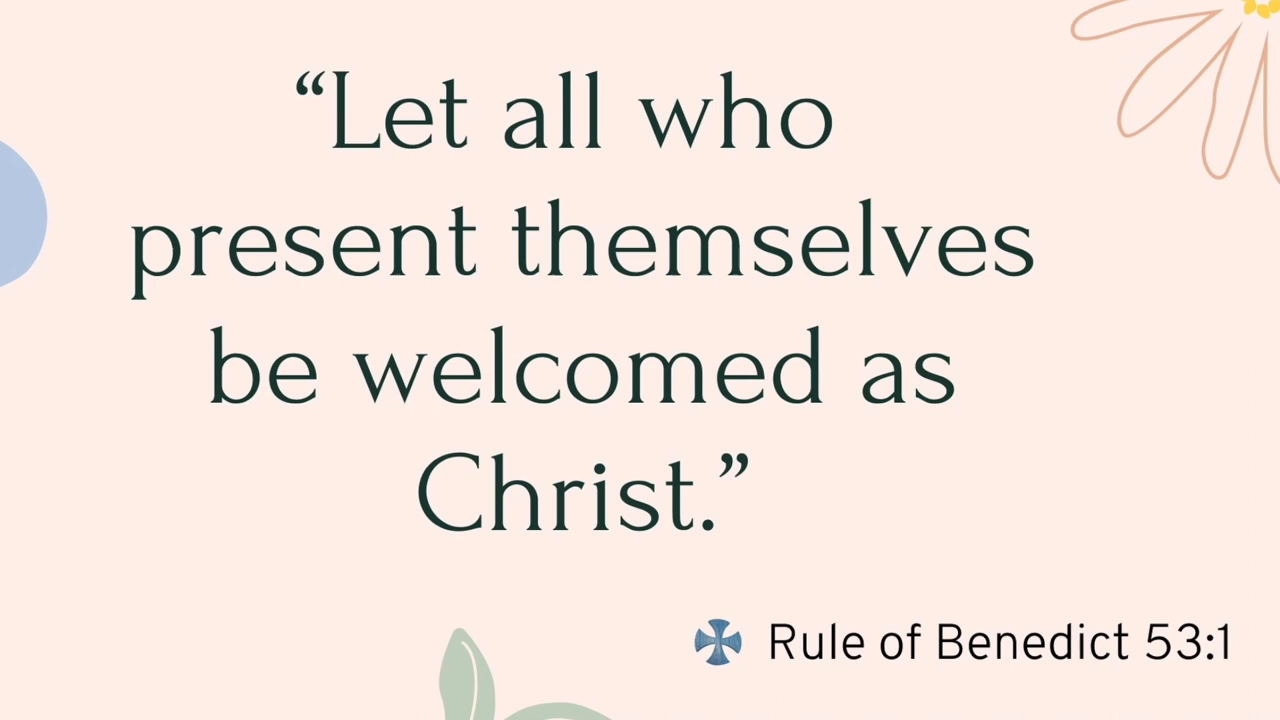 “Let all who
present themselves
be welcomed as
Christ.”
Rule of Benedict 53:1